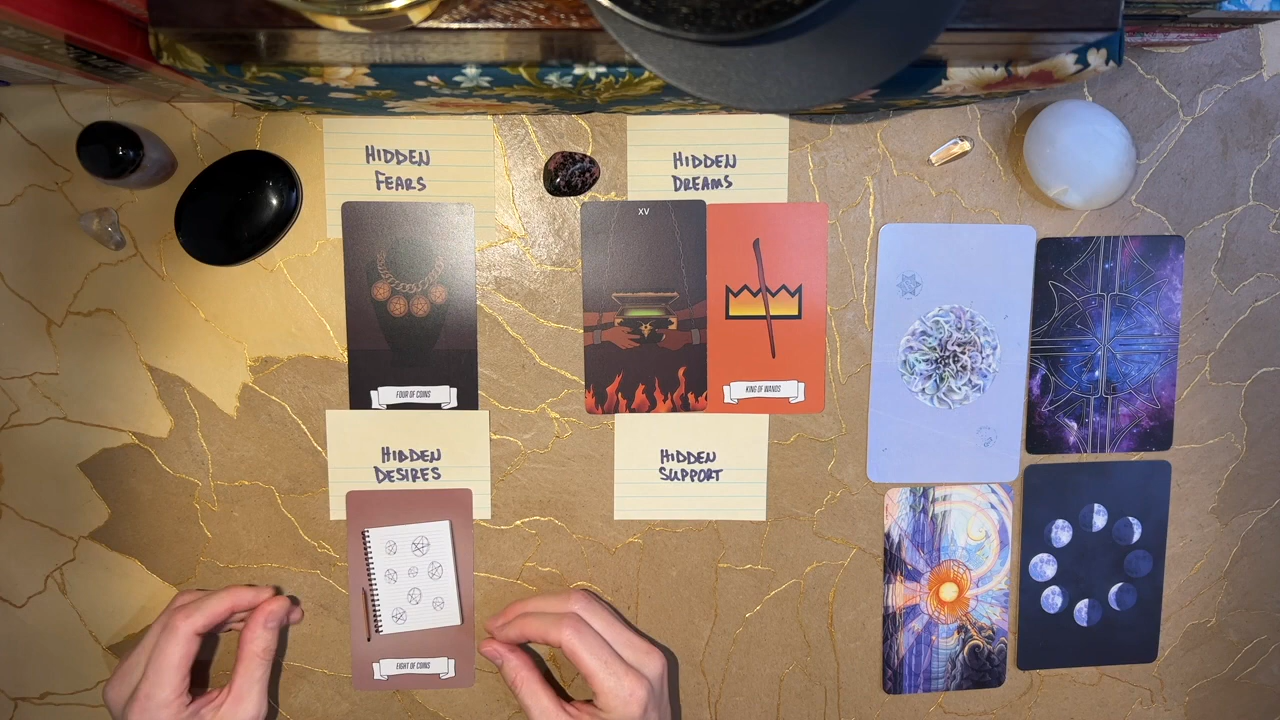 HIDDEN
FEARS
HIDDEN
DREAMS
XV
FOUR OF COINS
KING OF WANDS
HIDDEN
DESIRES
HIDDEN
SUPPORT
EIGHT OF COINS